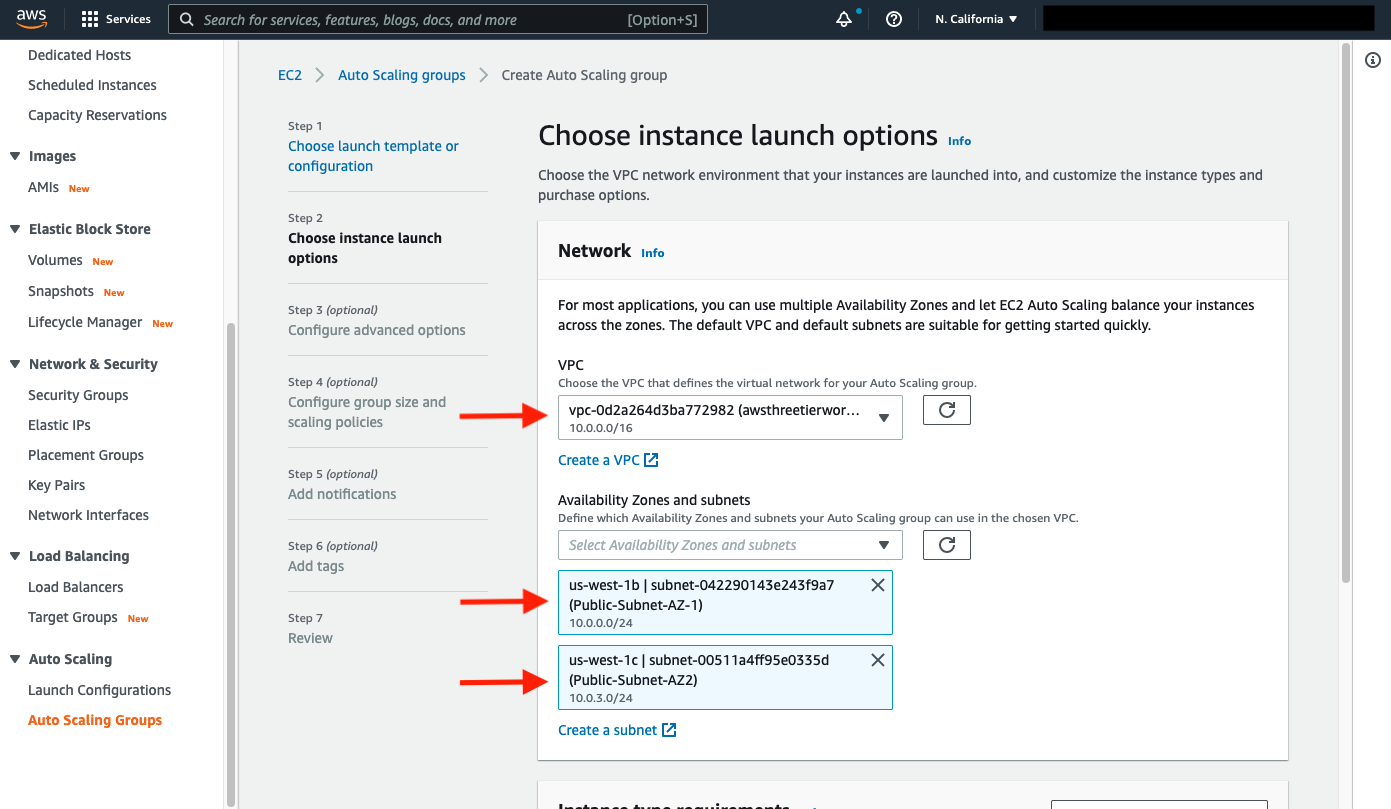 aws
Services
Search for services, features, blogs, docs, and more
[Option+S]
N. California
Dedicated Hosts
Scheduled Instances
Capacity Reservations
Images
AMIs New
Elastic Block Store
Volumes New
Snapshots New
Lifecycle Manager New
Network & Security
Security Groups
Elastic IPs
Placement Groups
Key Pairs
Network Interfaces
Load Balancing
Load Balancers
Target Groups New
Auto Scaling
Launch Configurations
Auto Scaling Groups
EC2
Auto Scaling groups
Create Auto Scaling group
Step 1
Choose launch template or
configuration
Step 2
Choose instance launch
options
Step 3 (optional)
Configure advanced options
Step 4 (optional)
Configure group size and
scaling policies
Step 5 (optional)
Add notifications
Step 6 (optional)
Add tags
Step 7
Review
Choose instance launch options Info
Choose the VPC network environment that your instances are launched into, and customize the instance types and
purchase options.
Network Info
For most applications, you can use multiple Availability Zones and let EC2 Auto Scaling balance your instances
across the zones. The default VPC and default subnets are suitable for getting started quickly.
VPC
Choose the VPC that defines the virtual network for your Auto Scaling group.
vpc-0d2a264d3ba772982 (awsthreetierwor...
10.0.0.0/16
Create a VPC
Availability Zones and subnets
Define which Availability Zones and subnets your Auto Scaling group can use in the chosen VPC.
Select Availability Zones and subnets
us-west-1b | subnet-042290143e243f9a7
(Public-Subnet-AZ-1)
10.0.0.0/24
us-west-1c | subnet-00511a4ff95e0335d
(Public-Subnet-AZ2)
10.0.3.0/24
Create a subnet
Instance type requirements